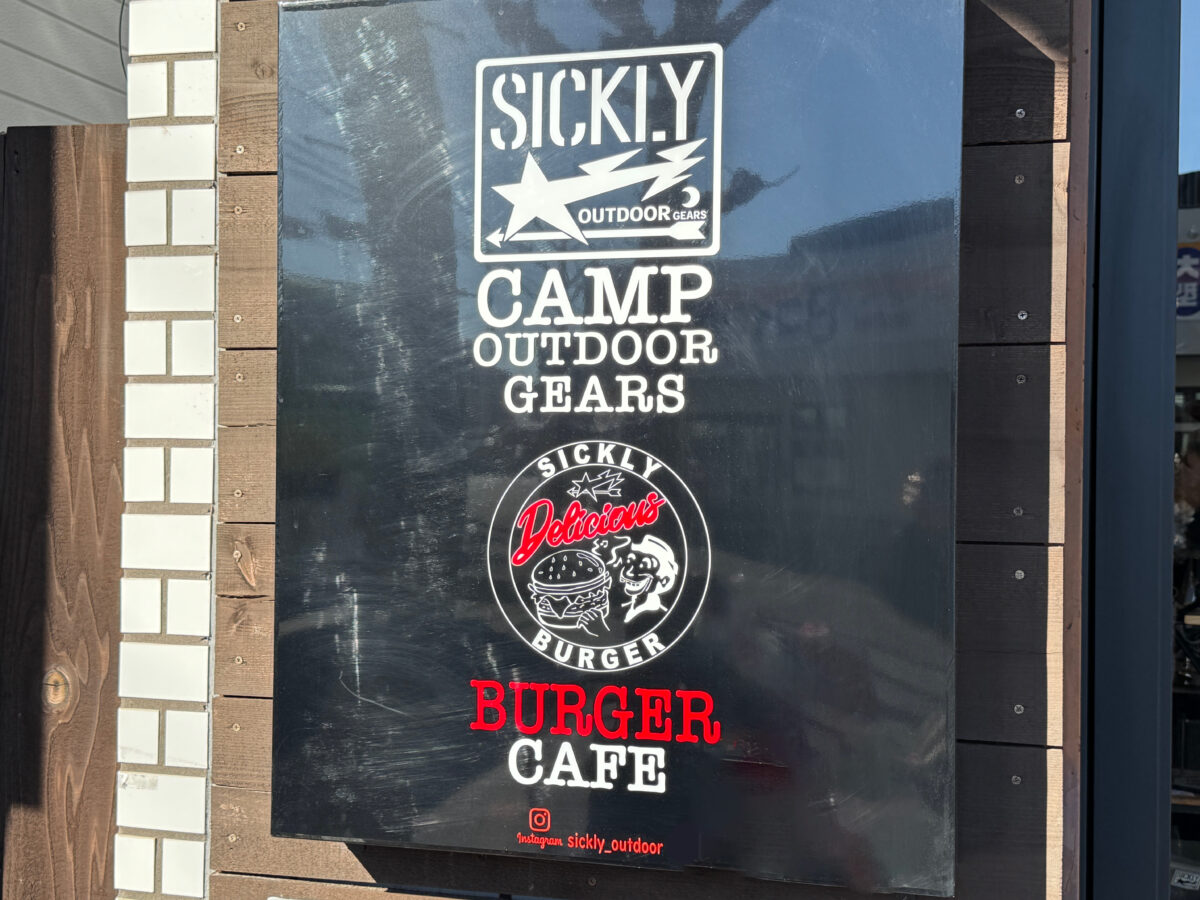 SICKLY
OUTDOOR GEARS
CAMP
OUTDOOR
GEARS
SICKLY
Delicious
BURGER
BURGER
CAFE
Instagram sickly_outdoor